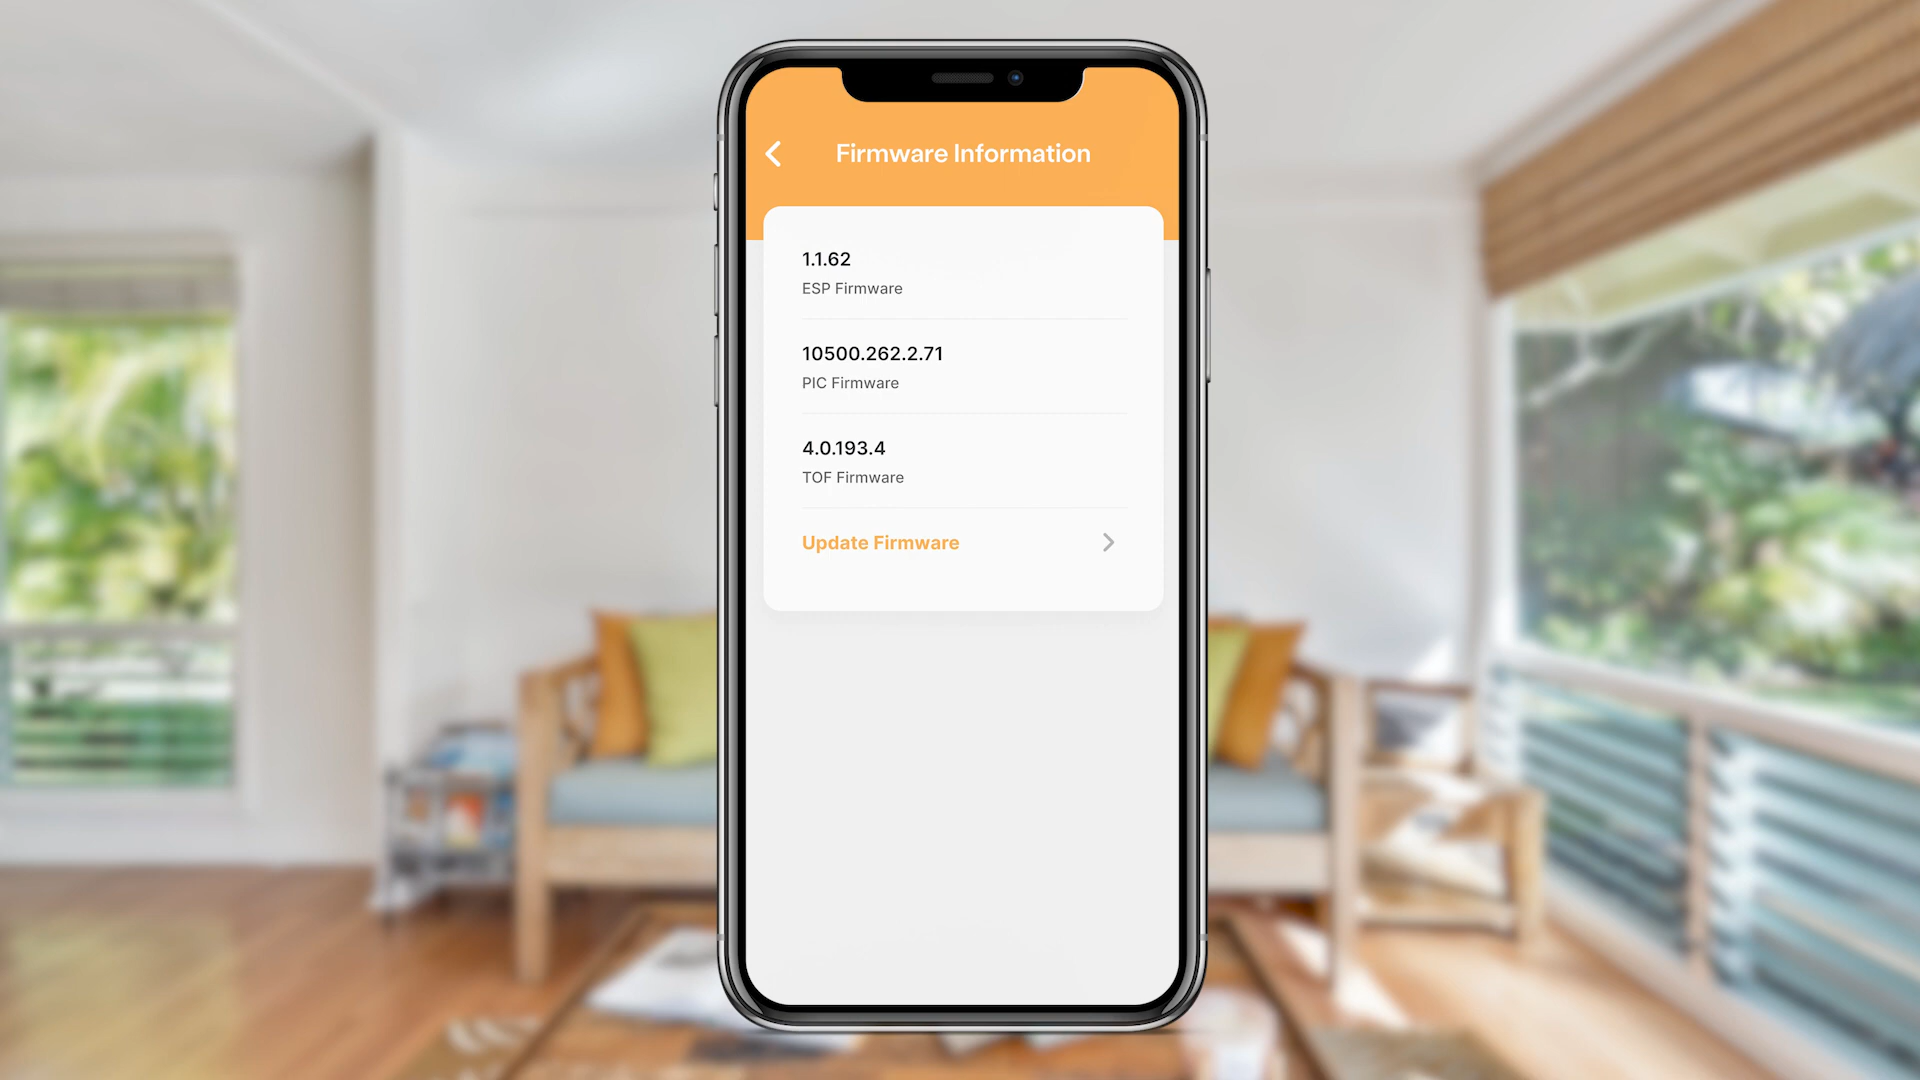 Firmware Information
1.1.62
ESP Firmware
10500.262.2.71
PIC Firmware
4.0.193.4
TOF Firmware
Update Firmware